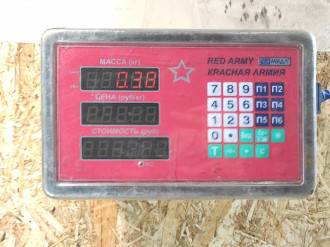 МАССА (кг)
0.38
ЦЕНА (руб/кг)
СТОИМОСТЬ (руб)
RED ARMY
КРАСНАЯ АРМИЯ
7 8 9 П1 П2
4 5 6 П3 П4
1 2 3 П5 П6
0
Т + С